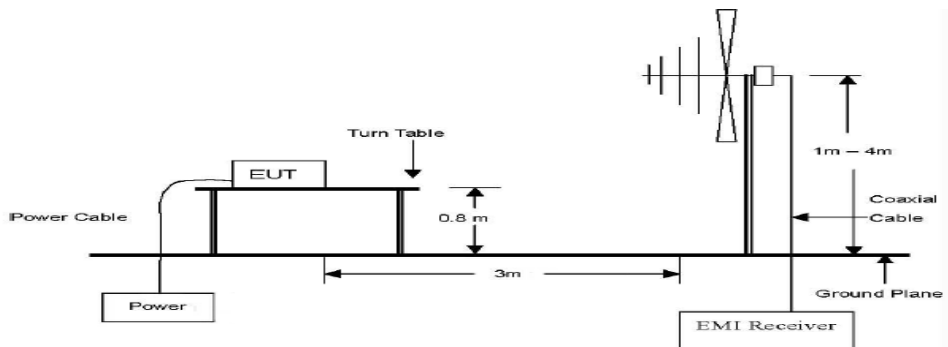 Turn Table
EUT
1m – 4m
Power Cable
0.8 m
Coaxial
Cable
3m
Power
Ground Plane
EMI Receiver